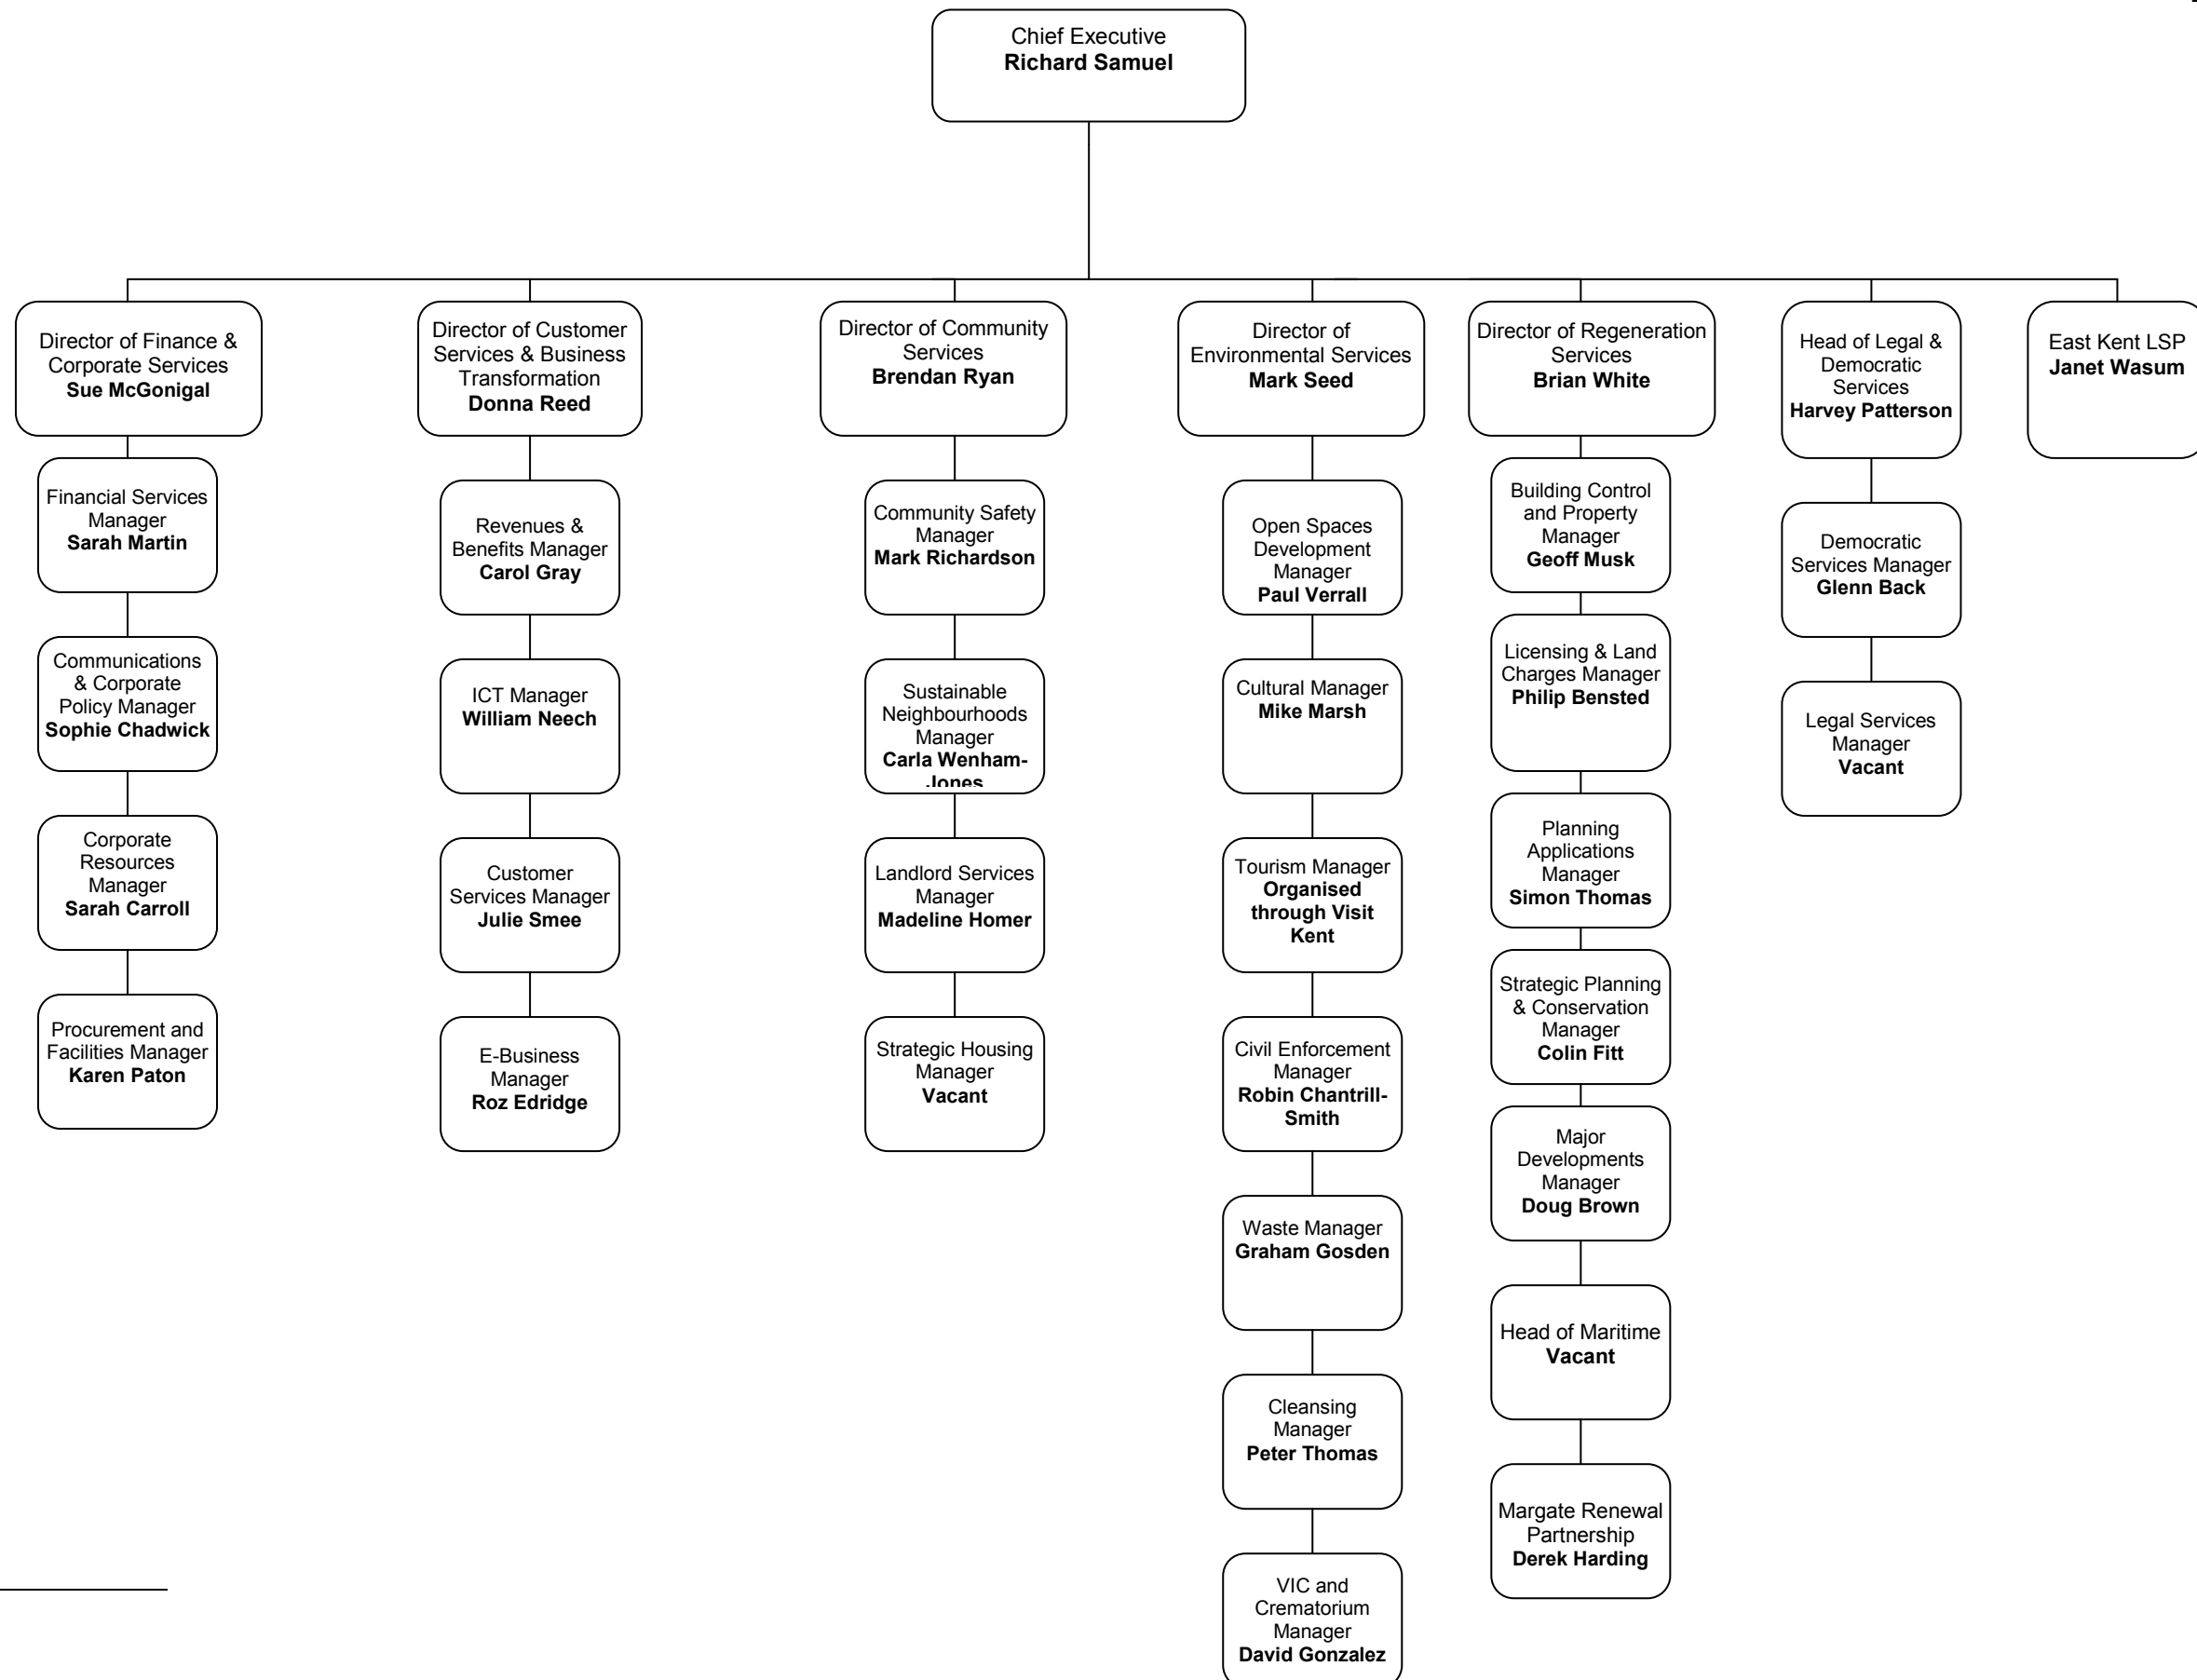 Chief Executive
Richard Samuel
Director of Finance &
Corporate Services
Sue McGonigal
Financial Services
Manager
Sarah Martin
Communications
& Corporate
Policy Manager
Sophie Chadwick
Corporate
Resources
Manager
Sarah Carroll
Procurement and
Facilities Manager
Karen Paton
Director of Customer
Services & Business
Transformation
Donna Reed
Revenues &
Benefits Manager
Carol Gray
ICT Manager
William Neech
Customer
Services Manager
Julie Smee
E-Business
Manager
Roz Edridge
Director of Community
Services
Brendan Ryan
Community Safety
Manager
Mark Richardson
Sustainable
Neighbourhoods
Manager
Carla Wenham-
Jones
Landlord Services
Manager
Madeline Homer
Strategic Housing
Manager
Vacant
Director of
Environmental Services
Mark Seed
Open Spaces
Development
Manager
Paul Verrall
Cultural Manager
Mike Marsh
Tourism Manager
Organised
through Visit
Kent
Civil Enforcement
Manager
Robin Chantrill-
Smith
Waste Manager
Graham Gosden
Cleansing
Manager
Peter Thomas
VIC and
Crematorium
Manager
David Gonzalez
Director of Regeneration
Services
Brian White
Building Control
and Property
Manager
Geoff Musk
Licensing & Land
Charges Manager
Philip Bensted
Planning
Applications
Manager
Simon Thomas
Strategic Planning
& Conservation
Manager
Colin Fitt
Major
Developments
Manager
Doug Brown
Head of Maritime
Vacant
Margate Renewal
Partnership
Derek Harding
Head of Legal &
Democratic
Services
Harvey Patterson
Democratic
Services Manager
Glenn Back
Legal Services
Manager
Vacant
East Kent LSP
Janet Wasum